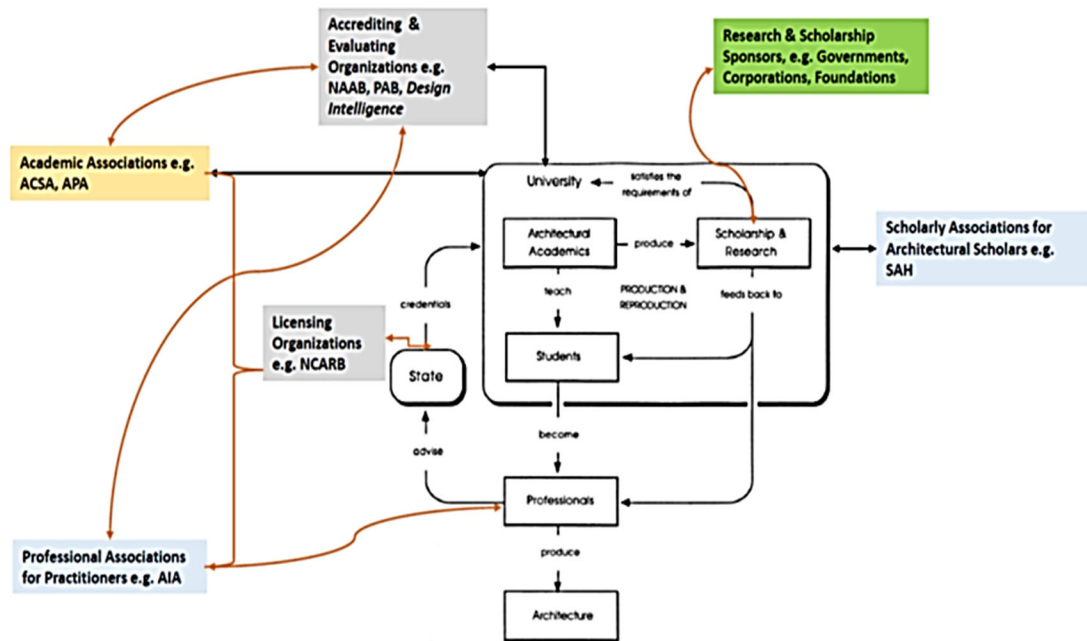 Accrediting &
Evaluating
Organizations e.g.
NAAB, PAB, Design
Intelligence
Research & Scholarship
Sponsors, e.g. Governments,
Corporations, Foundations
Academic Associations e.g.
ACSA, APA
University
satisfies the
requirements of
Architectural
Academics
produce
Scholarship &
Research
Scholarly Associations for
Architectural Scholars e.g.
SAH
credentials
teach
PRODUCTION &
REPRODUCTION
feeds back to
Licensing
Organizations
e.g. NCARB
Students
State
become
advise
Professionals
Professional Associations
for Practitioners e.g. AIA
produce
Architecture